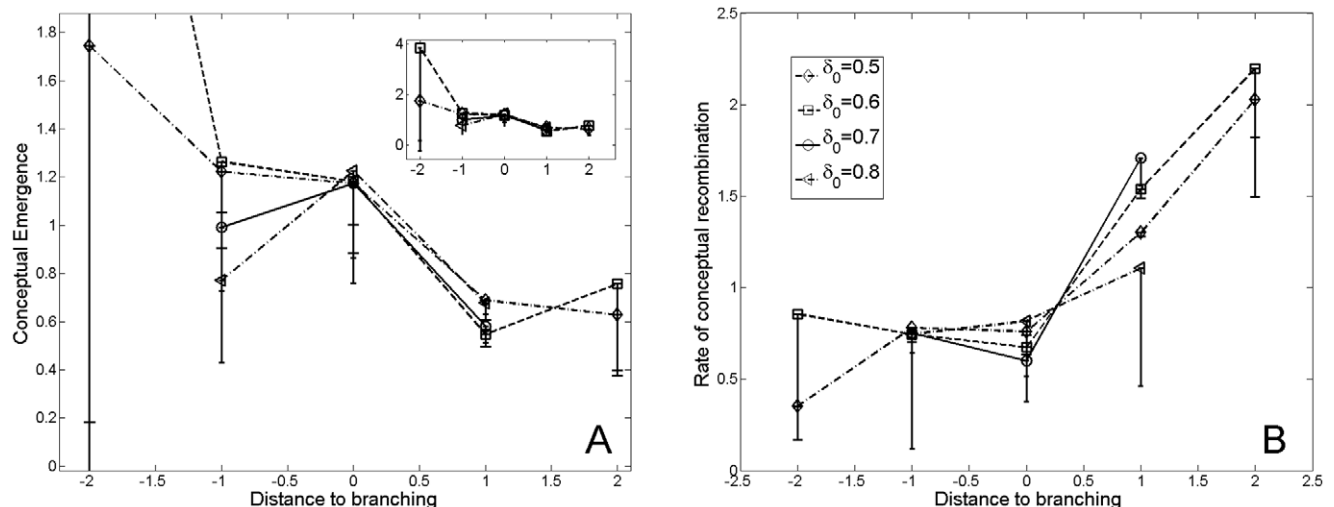 1.8
1.6
1.4
1.2
1
0.8
0.6
0.4
0.2
0
-2 -1.5 -1 -0.5 0 0.5 1 1.5 2
Distance to branching
Conceptual Emergence
4
2
0
-2 -1 0 1 2
A
2.5
2
1.5
1
0.5
0
-2.5 -2 -1.5 -1 -0.5 0 0.5 1 1.5 2 2.5
Distance to branching
Rate of conceptual recombination
δ0=0.5
δ0=0.6
δ0=0.7
δ0=0.8
B